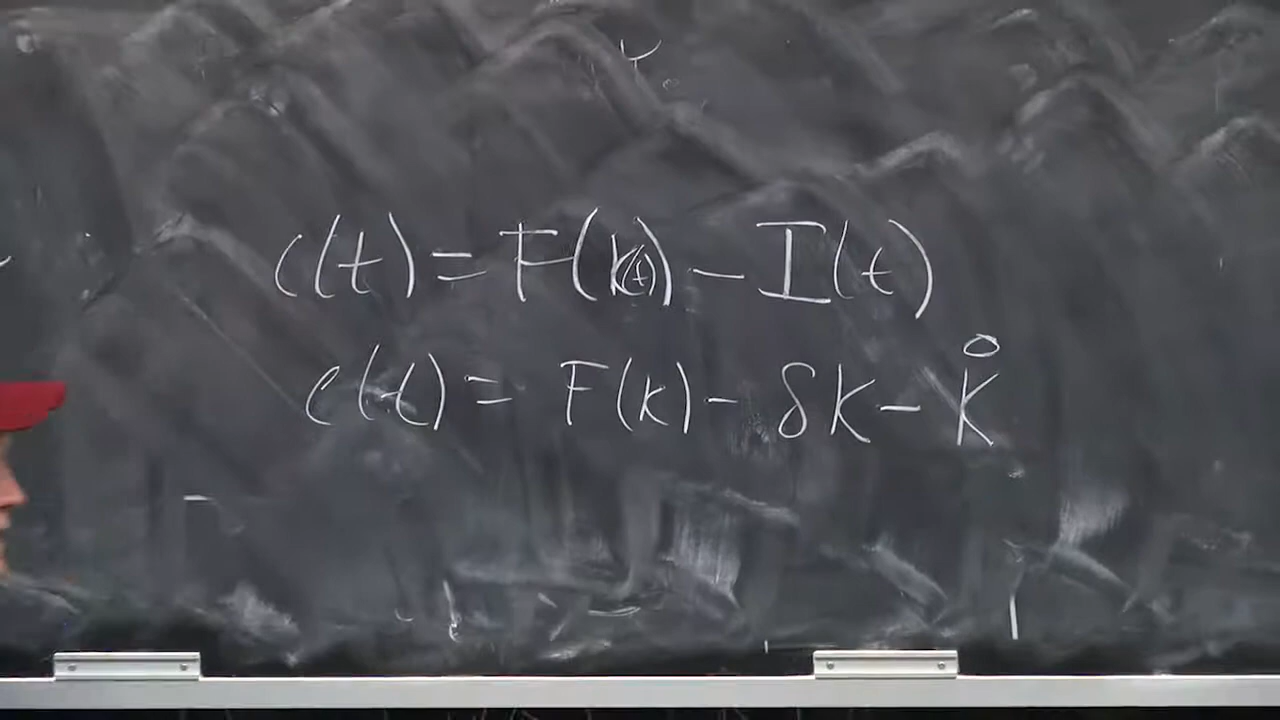 c(t) = F(k(t)) - I(t)
c(t) = F(k) - δk - k̇